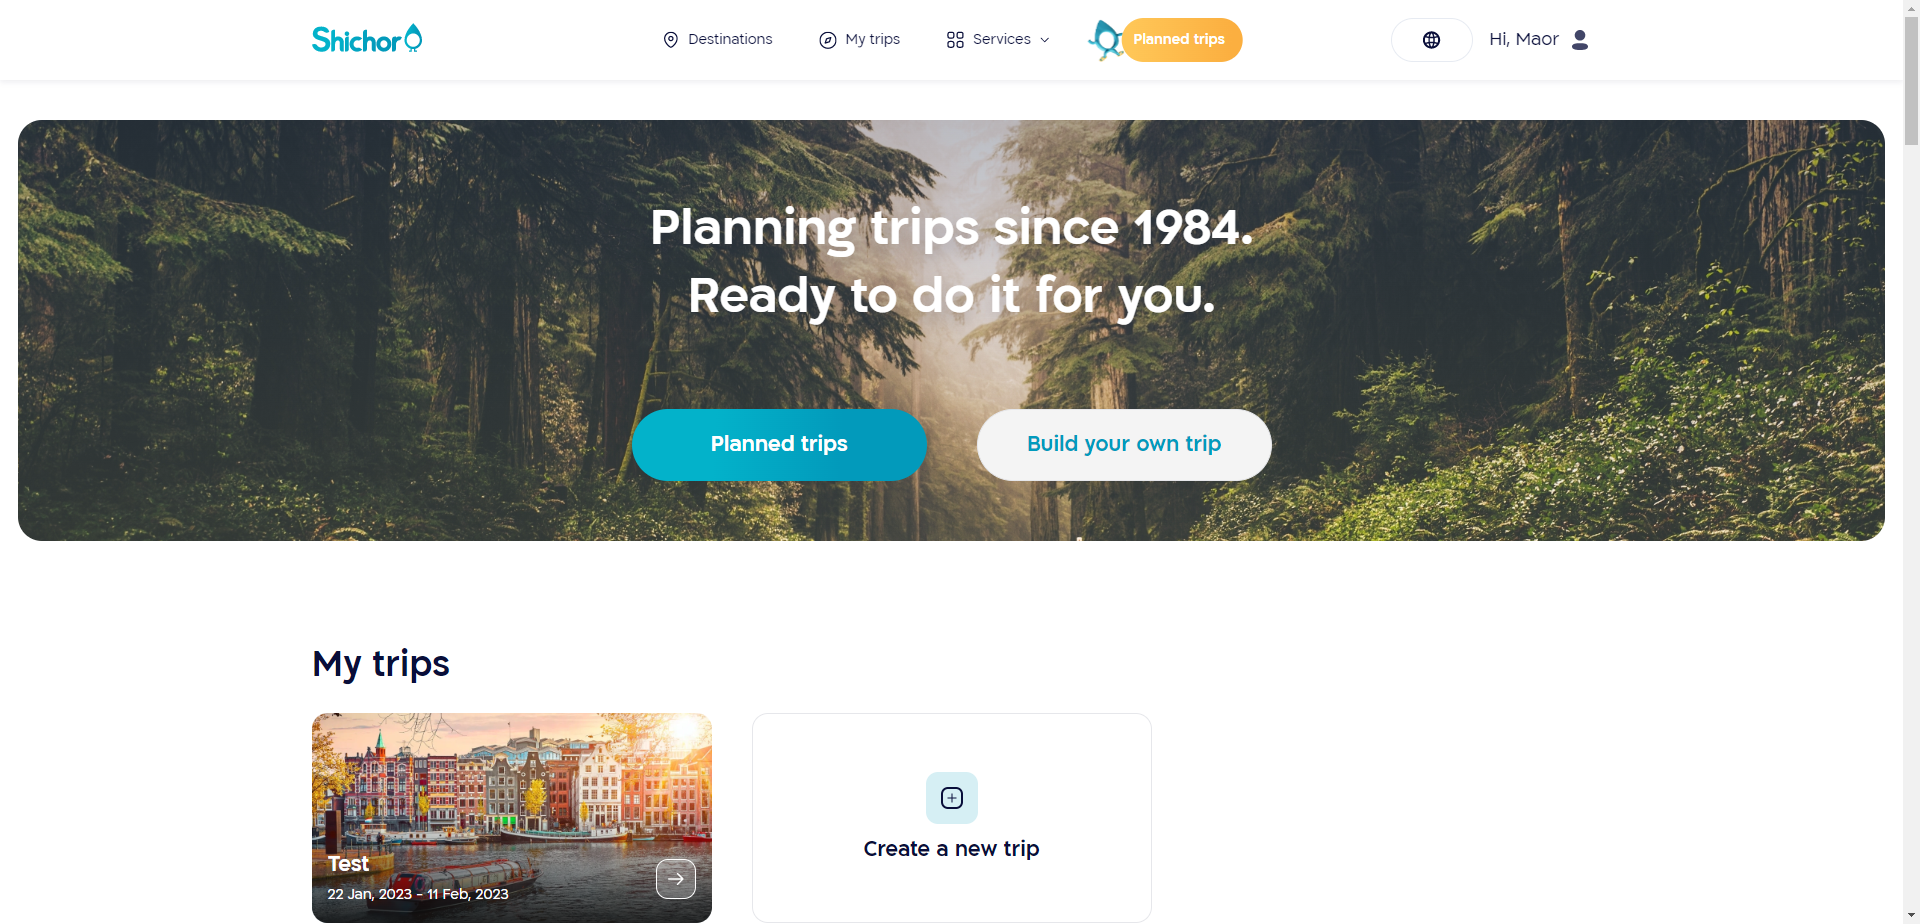 Shichor
Destinations
My trips
Services
Planned trips
Hi, Maor
Planning trips since 1984.
Ready to do it for you.
Planned trips
Build your own trip
My trips
Test
22 Jan, 2023 - 11 Feb, 2023
Create a new trip